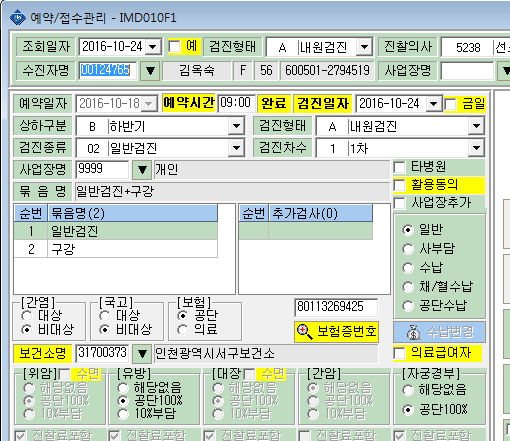 예약/접수관리 - IMD010F1
조회일자 2016-10-24 예 검진형태 A 내원검진 진찰의사 5238 선
수진자명 00124765 김옥숙 F 56 600501-2794519 사업장명
예약일자 2016-10-18 예약시간 09:00 완료 검진일자 2016-10-24 금일
상하구분 B 하반기 검진형태 A 내원검진
검진종류 02 일반검진 검진차수 1 1차
사업장명 9999 개인 타병원
활용동의
묶 음 명 일반검진+구강
사업장추가
순번 묶음명(2) 순번 추가검사(0)
1 일반검진
2 구강
일반
사부담
수납
채/혈수납
공단수납
[간염] [국고] [보험] 80113269425
대상 대상 공단
비대상 비대상 의료 보험증번호 수납변경
보건소명 31700373 인천광역시서구보건소 의료급여자
[위암] 수면 [유방] [대장] 수면 [간암] [자궁경부]
해당없음 해당없음 해당없음 해당없음 해당없음
공단100% 공단100% 공단100% 공단100% 공단100%
10%부담 10%부담 10%부담 10%부담
진찰료포함 진찰료포함 진찰료포함 진찰료포함 진찰료포함